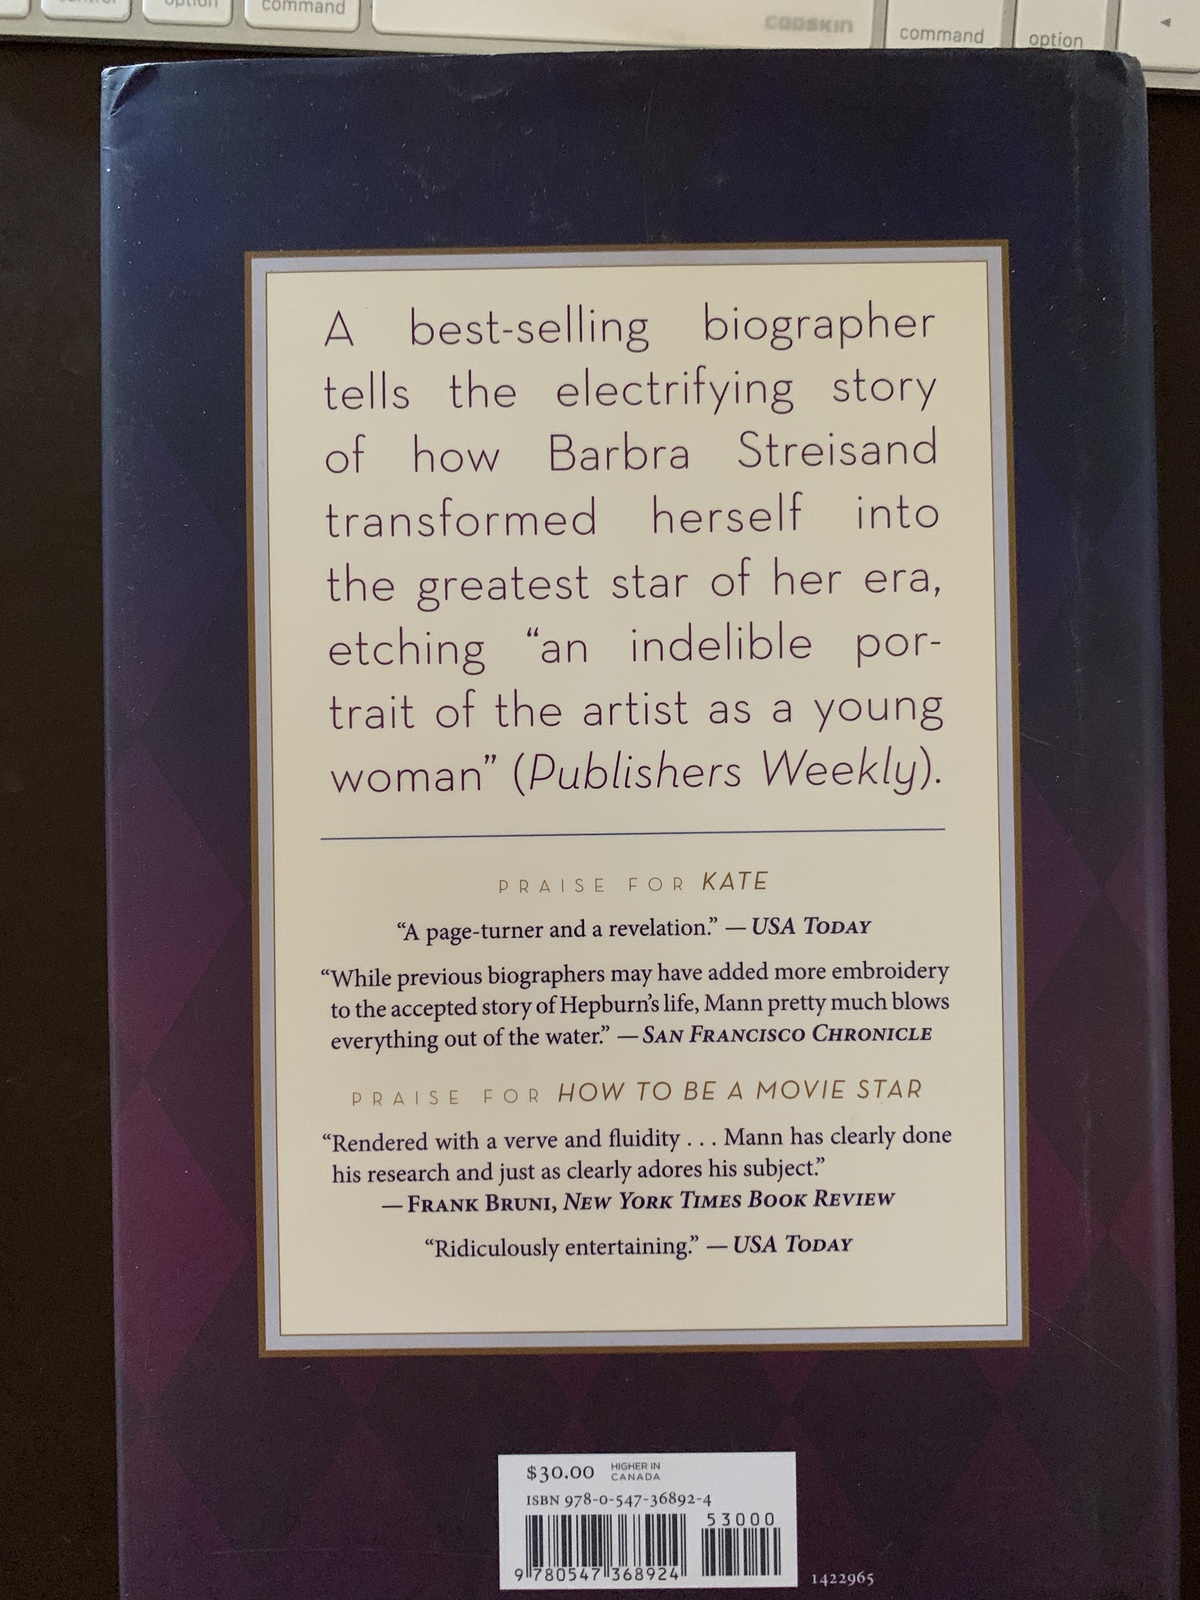 control
option
command
COOSKIN
command
option
A best-selling biographer
tells the electrifying story
of how Barbra Streisand
transformed herself into
the greatest star of her era,
etching “an indelible por-
trait of the artist as a young
woman” (Publishers Weekly).
PRAISE FOR KATE
“A page-turner and a revelation.” — USA TODAY
“While previous biographers may have added more embroidery
to the accepted story of Hepburn’s life, Mann pretty much blows
everything out of the water.” — SAN FRANCISCO CHRONICLE
PRAISE FOR HOW TO BE A MOVIE STAR
“Rendered with a verve and fluidity . . . Mann has clearly done
his research and just as clearly adores his subject.”
— FRANK BRUNI, NEW YORK TIMES BOOK REVIEW
“Ridiculously entertaining.” — USA TODAY
$30.00 HIGHER IN
CANADA
ISBN 978-0-547-36892-4
53000
9 780547 368924
1422965